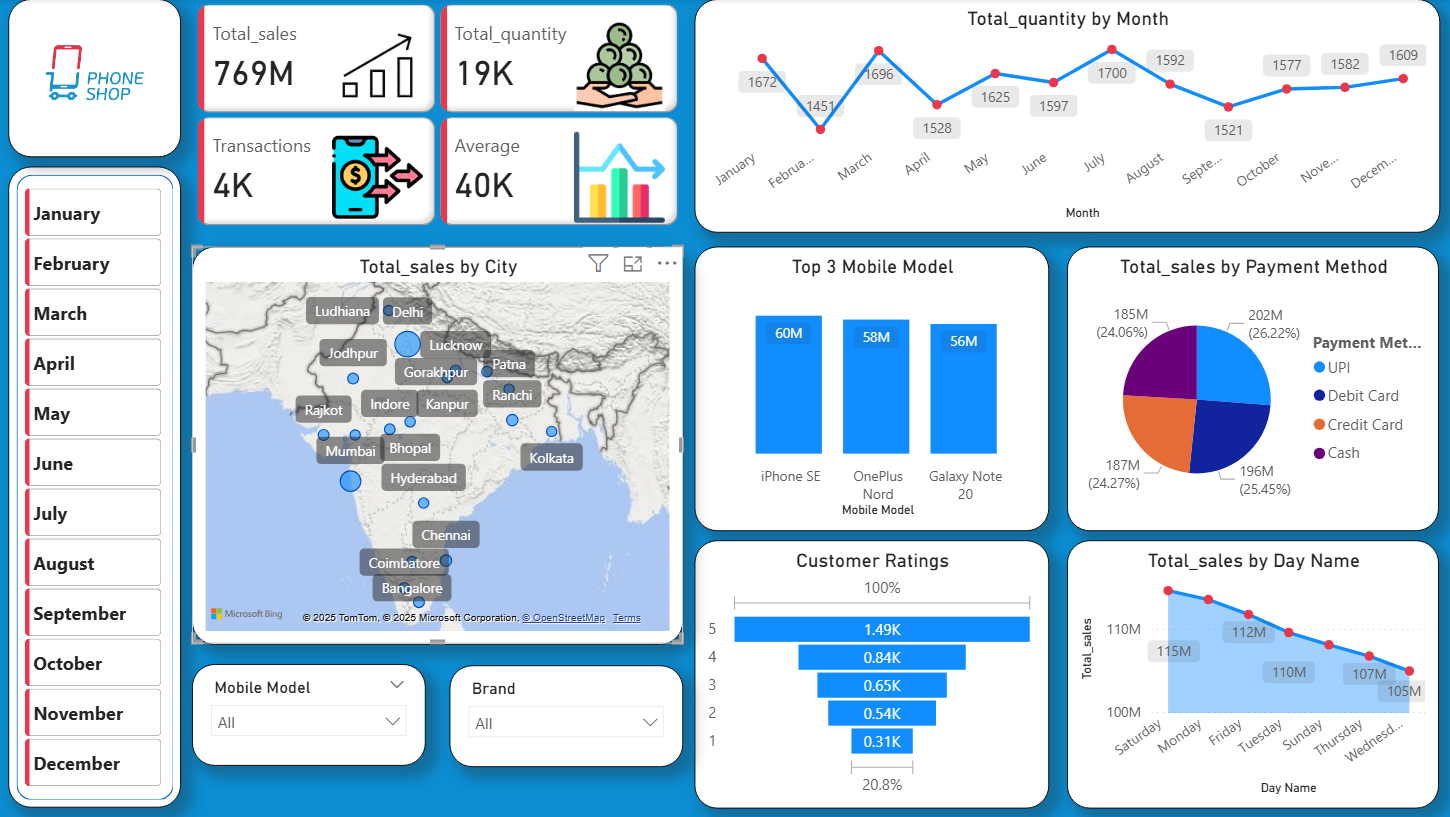 PHONE
SHOP
January
February
March
April
May
June
July
August
September
October
November
December
Total_sales
769M
Total_quantity
19K
Transactions
4K
$
Average
40K
Total_quantity by Month
1672
1451
1696
1528
1625
1597
1700
1592
1521
1577
1582
1609
January
Februa...
March
April
May
June
July
August
Septe...
October
Nove...
Decem...
Month
Total_sales by City
Ludhiana
Delhi
Lucknow
Jodhpur
Gorakhpur
Patna
Ranchi
Rajkot
Indore
Kanpur
Mumbai
Bhopal
Kolkata
Hyderabad
Chennai
Coimbatore
Bangalore
Microsoft Bing
© 2025 TomTom, © 2025 Microsoft Corporation, © OpenStreetMap Terms
Mobile Model
All
Brand
All
Top 3 Mobile Model
60M
58M
56M
iPhone SE
OnePlus
Nord
Galaxy Note
20
Mobile Model
Total_sales by Payment Method
185M
(24.06%)
202M
(26.22%)
187M
(24.27%)
196M
(25.45%)
Payment Met...
UPI
Debit Card
Credit Card
Cash
Customer Ratings
100%
5
1.49K
4
0.84K
3
0.65K
2
0.54K
1
0.31K
20.8%
Total_sales by Day Name
Total_sales
110M
100M
115M
112M
110M
107M
105M
Saturday
Monday
Friday
Tuesday
Sunday
Thursday
Wednesd...
Day Name